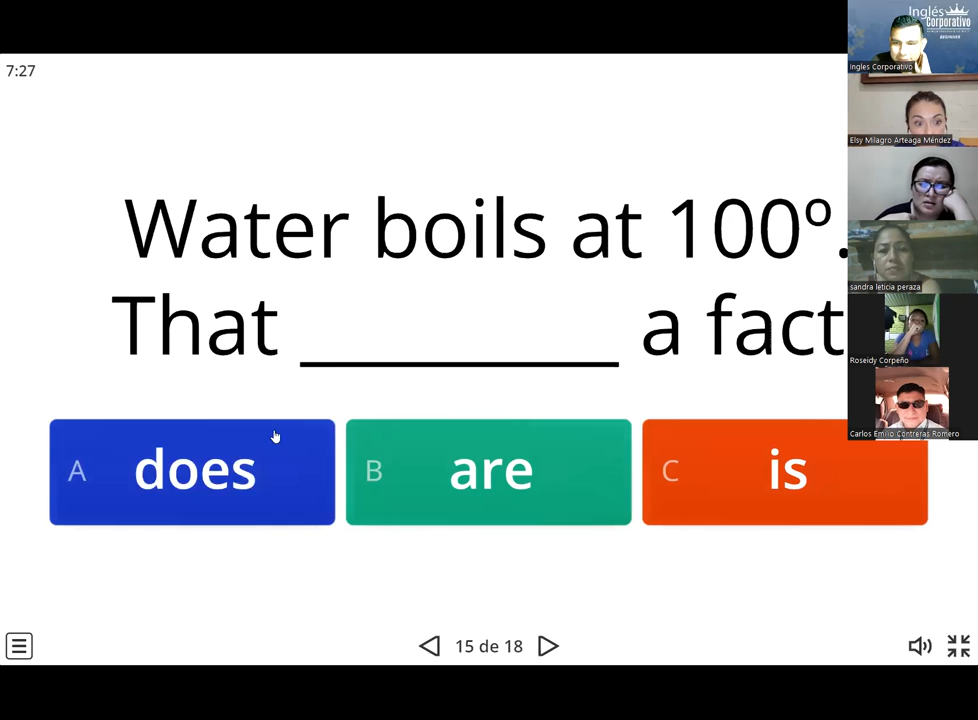 7:27
Water boils at 100º.
That __________ a fact
A does
B are
C is
15 de 18
Inglés
Corporativo
BEGINNER
Ingles Corporativo
Elsy Milagro Arteaga Méndez
sandra leticia peraza
Roseidy Corpeño
Carlos Emilio Contreras Romero